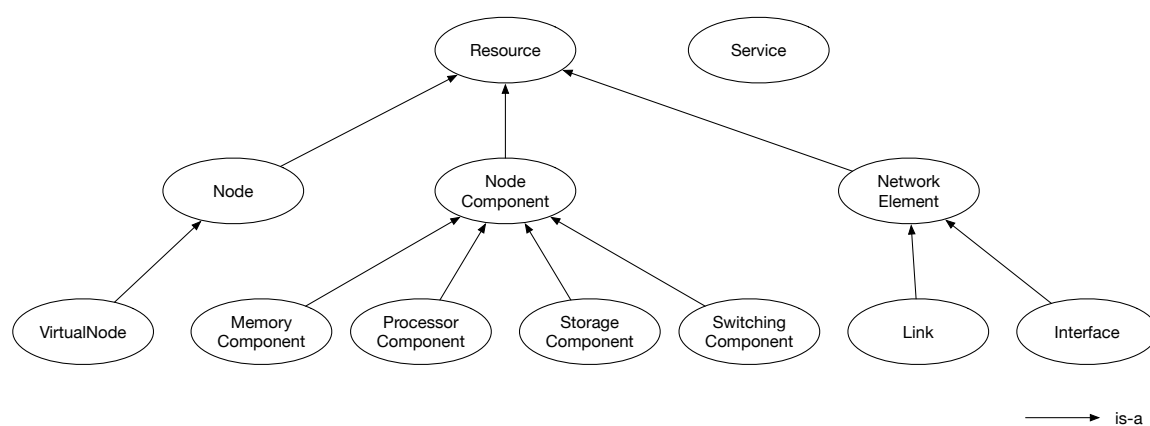 Resource
Service
Node
Node
Component
Network
Element
VirtualNode
Memory
Component
Processor
Component
Storage
Component
Switching
Component
Link
Interface
is-a